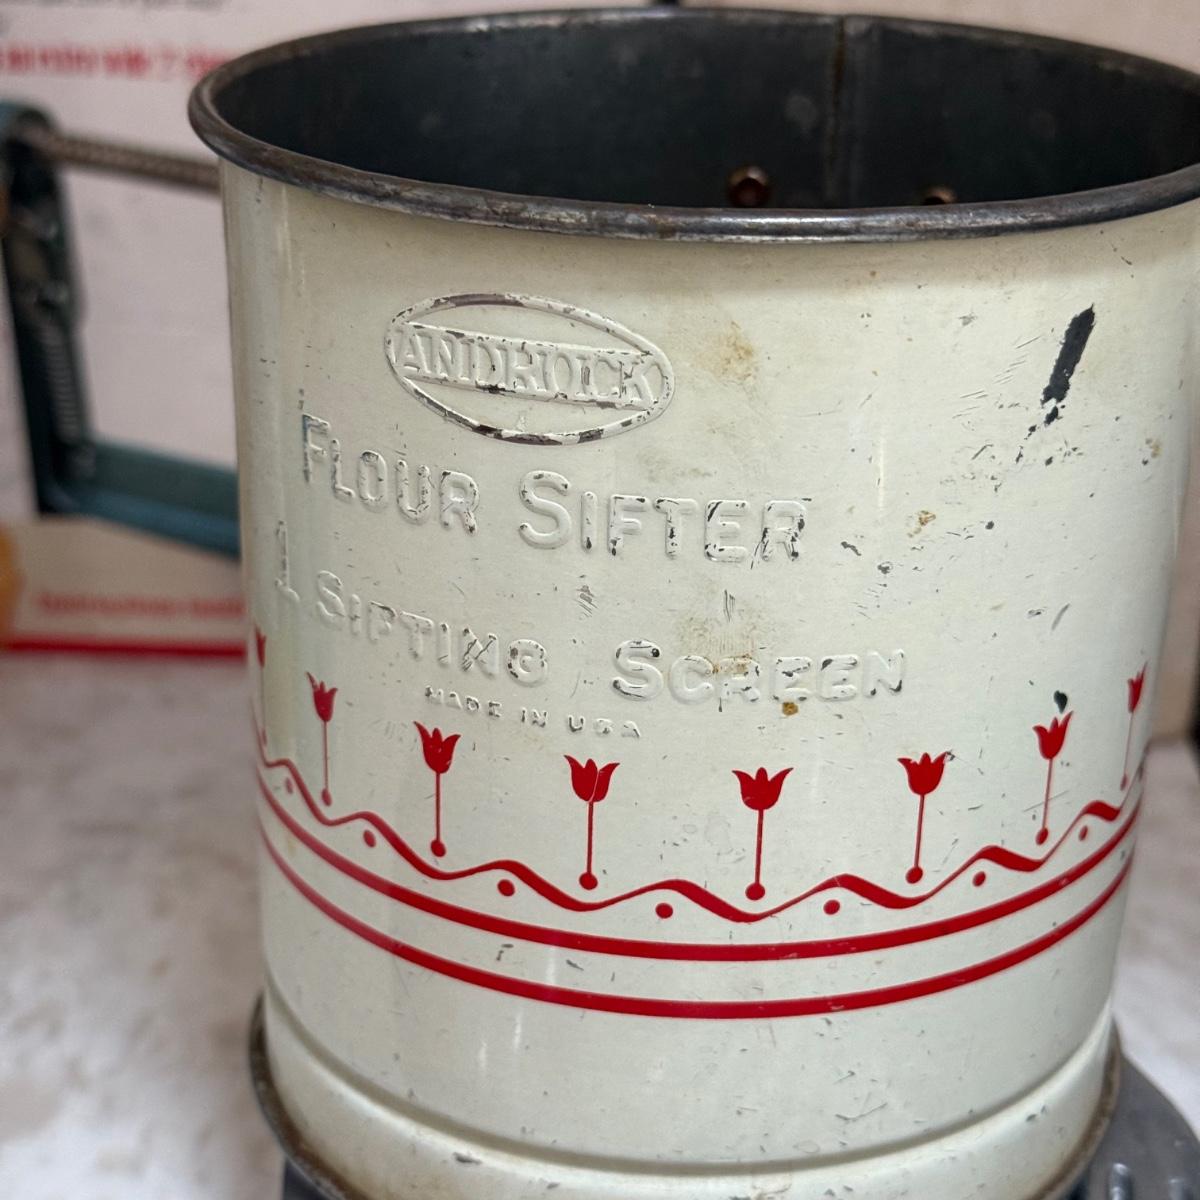 ANDROCK
FLOUR SIFTER
1 SIFTING SCREEN
MADE IN USA